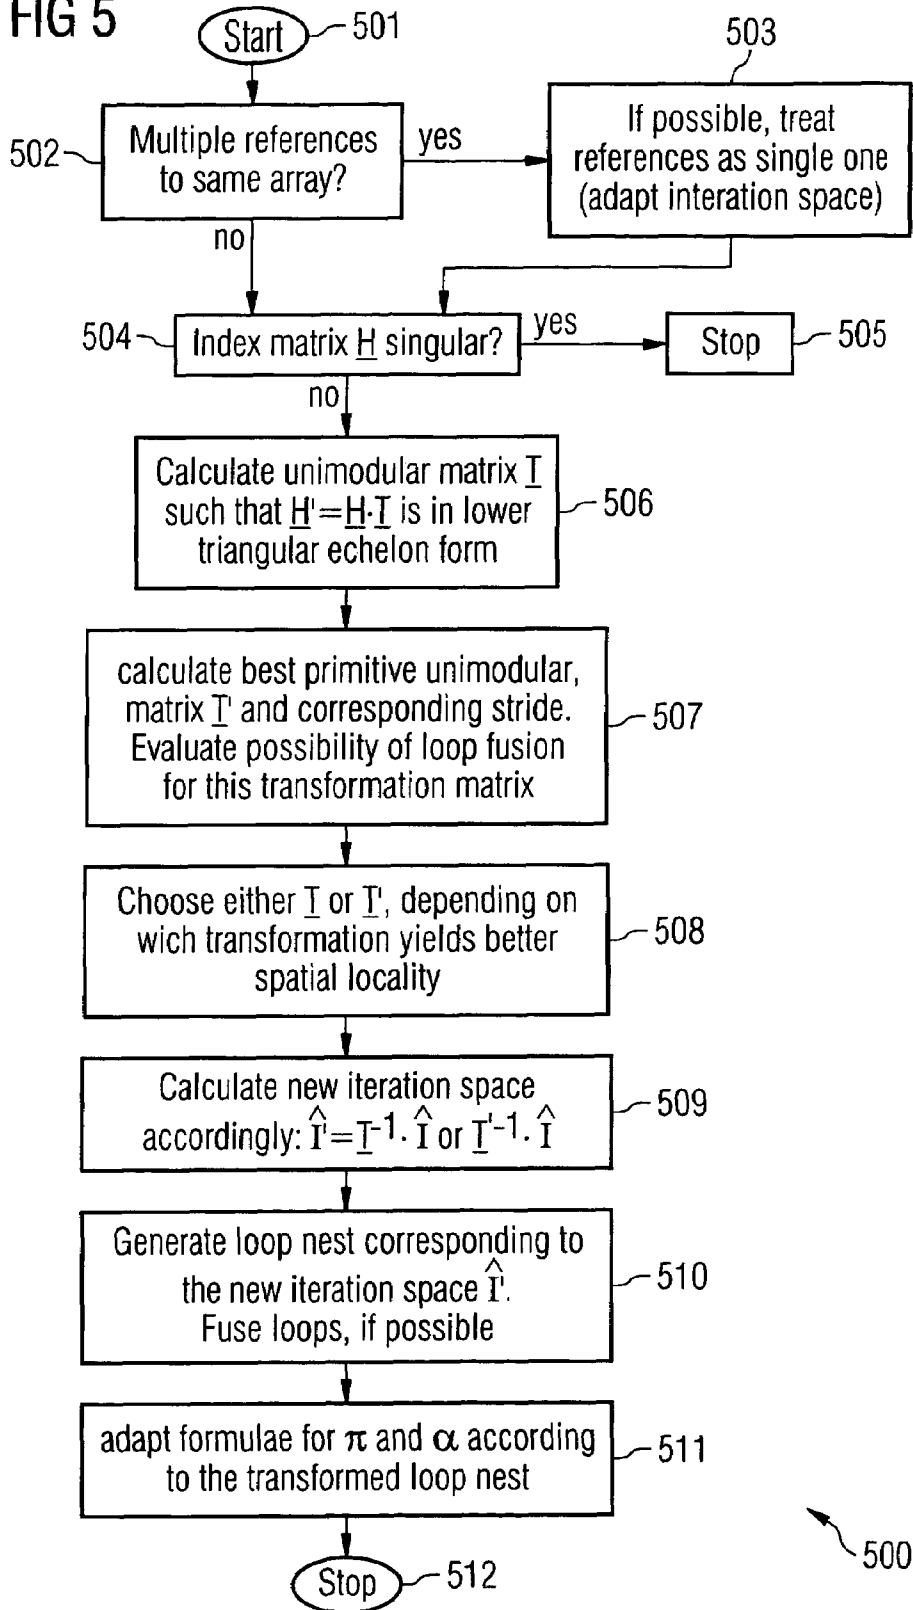 FIG 5
Start
501
503
502
Multiple references
to same array?
yes
If possible, treat
references as single one
(adapt interation space)
no
504
Index matrix H singular?
yes
Stop
505
no
Calculate unimodular matrix T
such that H'=H·T is in lower
triangular echelon form
506
calculate best primitive unimodular,
matrix T' and corresponding stride.
Evaluate possibility of loop fusion
for this transformation matrix
507
Choose either T or T', depending on
wich transformation yields better
spatial locality
508
Calculate new iteration space
accordingly: Î'=T⁻¹·Î or T'⁻¹·Î
509
Generate loop nest corresponding to
the new iteration space Î'.
Fuse loops, if possible
510
adapt formulae for π and α according
to the transformed loop nest
511
Stop
512
500